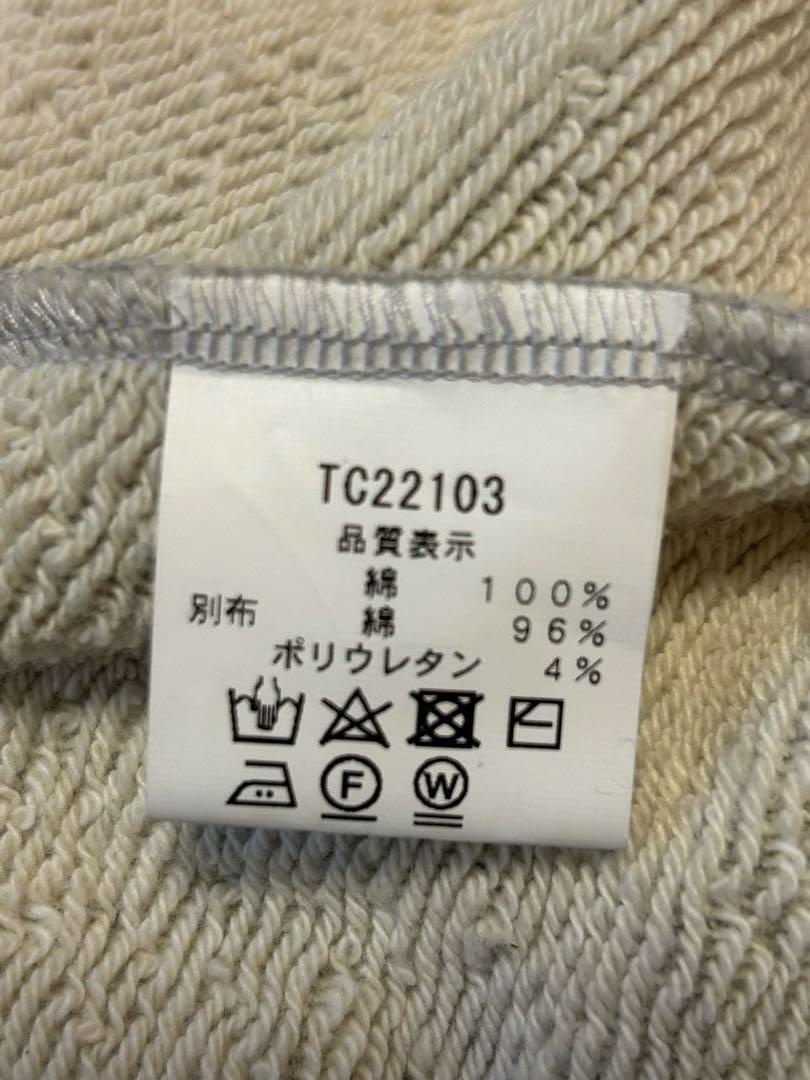 TC22103
品質表示
綿 100%
別布 綿 96%
ポリウレタン 4%
F W